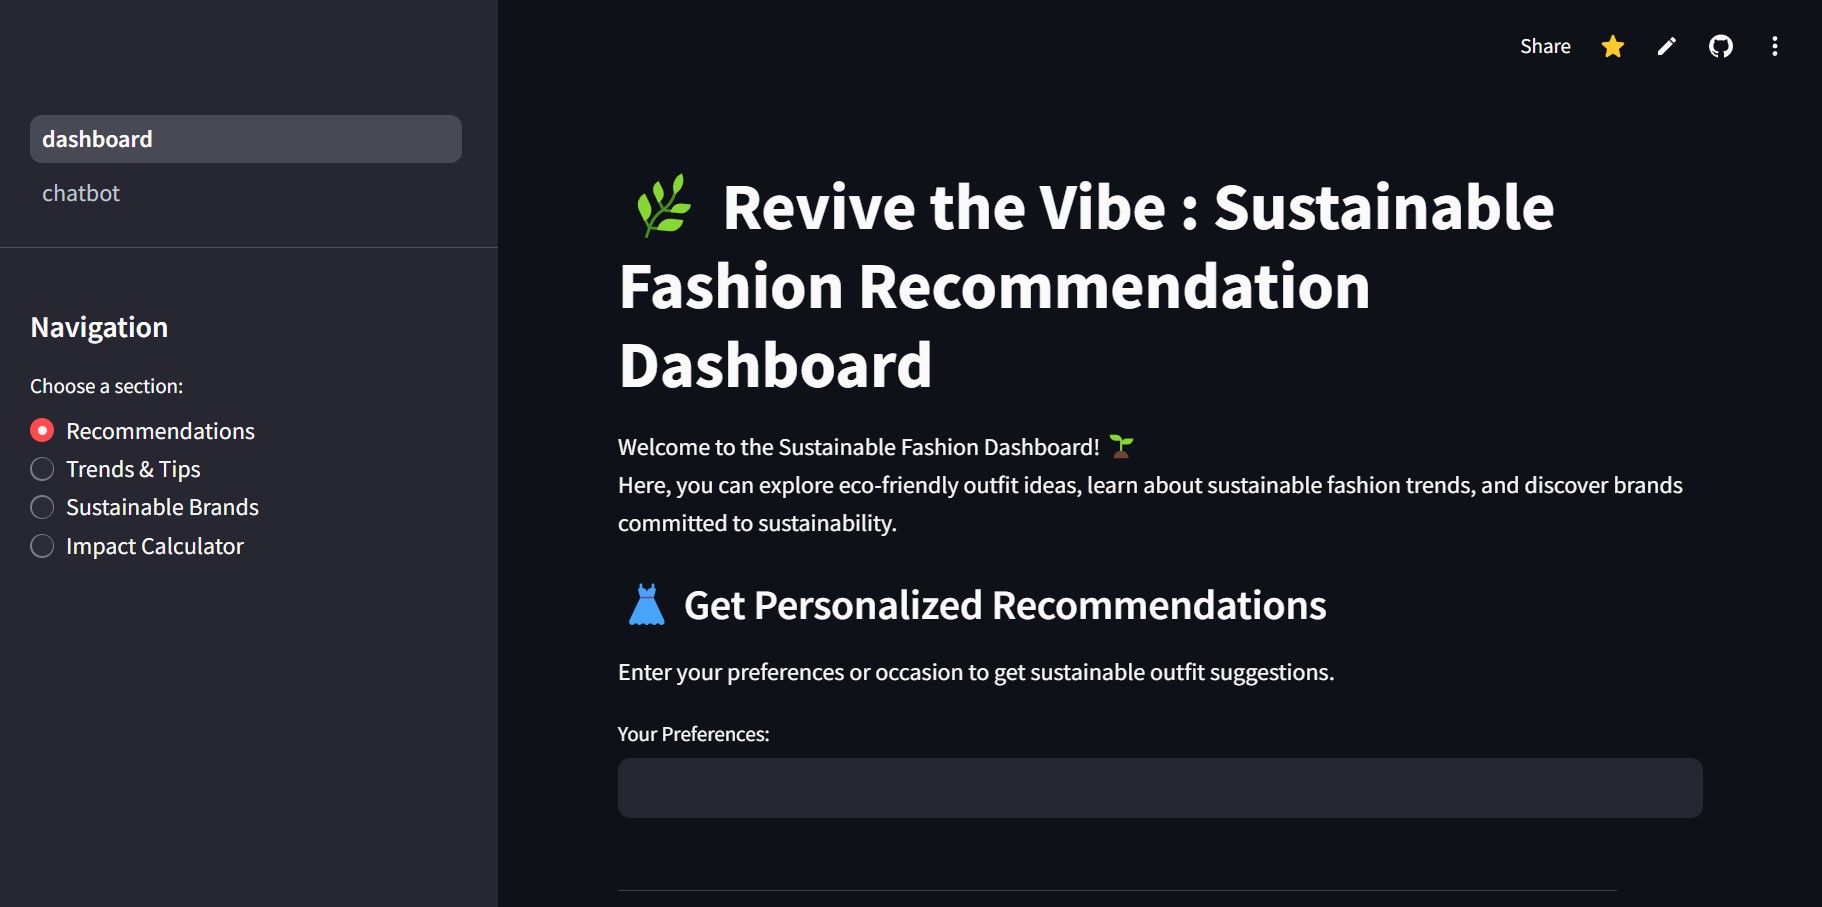 Share
dashboard
chatbot
Navigation
Choose a section:
Recommendations
Trends & Tips
Sustainable Brands
Impact Calculator
Revive the Vibe : Sustainable
Fashion Recommendation
Dashboard
Welcome to the Sustainable Fashion Dashboard!
Here, you can explore eco-friendly outfit ideas, learn about sustainable fashion trends, and discover brands
committed to sustainability.
Get Personalized Recommendations
Enter your preferences or occasion to get sustainable outfit suggestions.
Your Preferences: